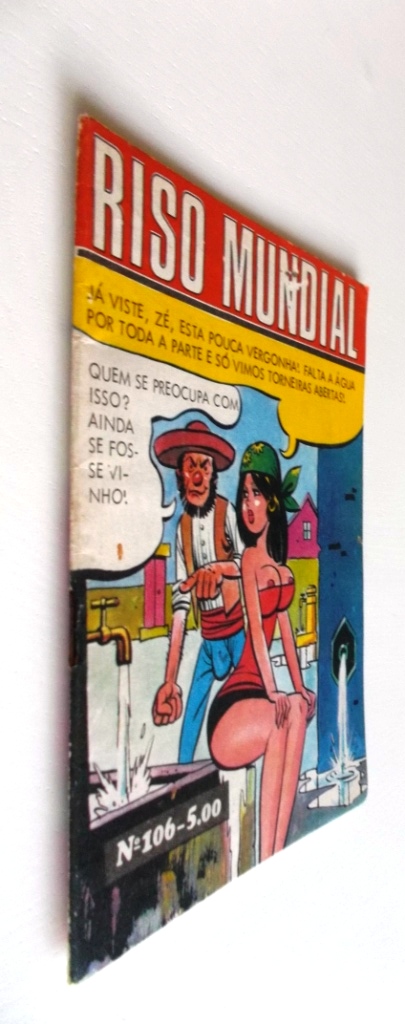 RISO MUNDIAL
JÁ VISTE, ZÉ, ESTA POUCA VERGONHA! FALTA A ÁGUA
POR TODA A PARTE E SÓ VIMOS TORNEIRAS ABERTAS!
QUEM SE PREOCUPA COM
ISSO?
AINDA
SE FOS-
SE VI-
NHO!
Nº 106-5.00